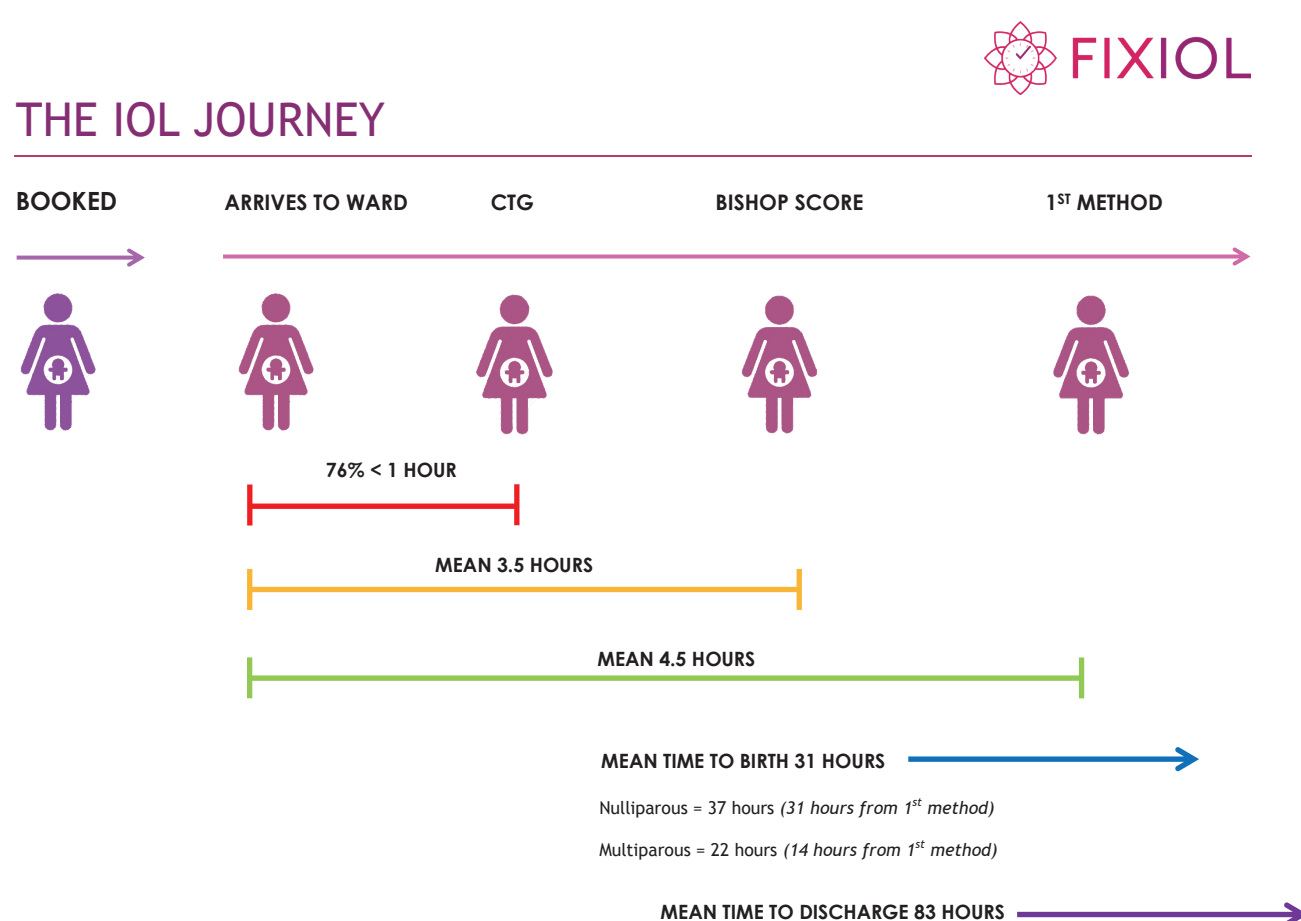 FIXIOL
THE IOL JOURNEY
BOOKED
ARRIVES TO WARD
CTG
BISHOP SCORE
1ST METHOD
76% < 1 HOUR
MEAN 3.5 HOURS
MEAN 4.5 HOURS
MEAN TIME TO BIRTH 31 HOURS
Nulliparous = 37 hours (31 hours from 1st method)
Multiparous = 22 hours (14 hours from 1st method)
MEAN TIME TO DISCHARGE 83 HOURS